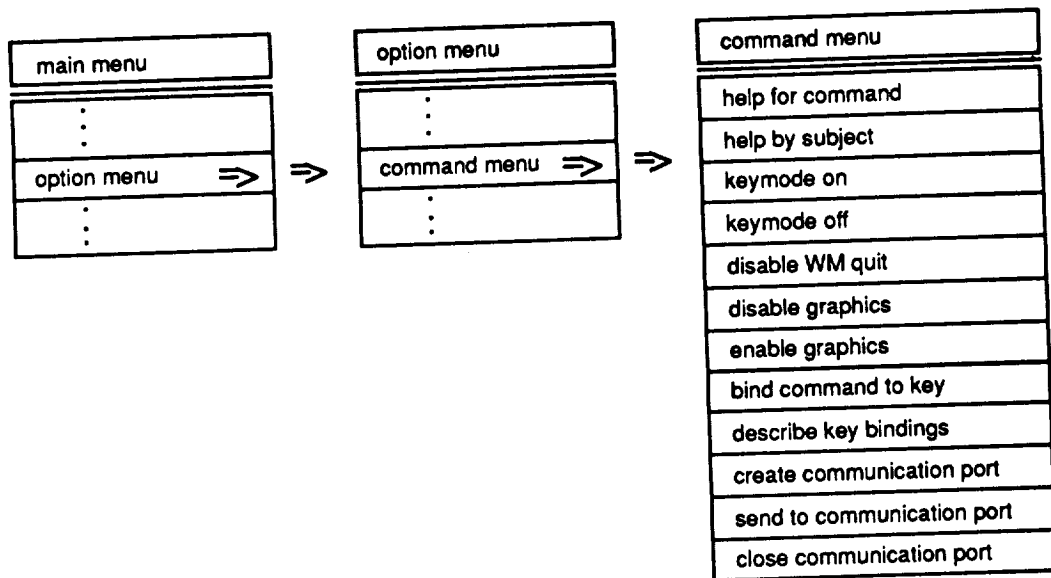 main menu
option menu
option menu
command menu
command menu
help for command
help by subject
keymode on
keymode off
disable WM quit
disable graphics
enable graphics
bind command to key
describe key bindings
create communication port
send to communication port
close communication port